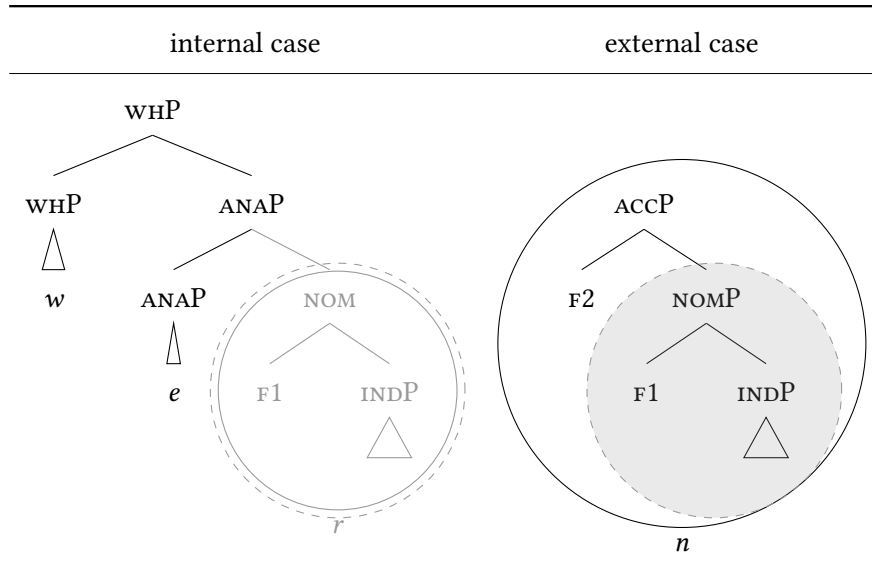 internal case external case
WHP
WHP ANAP ACCP
w ANAP NOM F2 NOMP
e F1 INDP F1 INDP
r
n